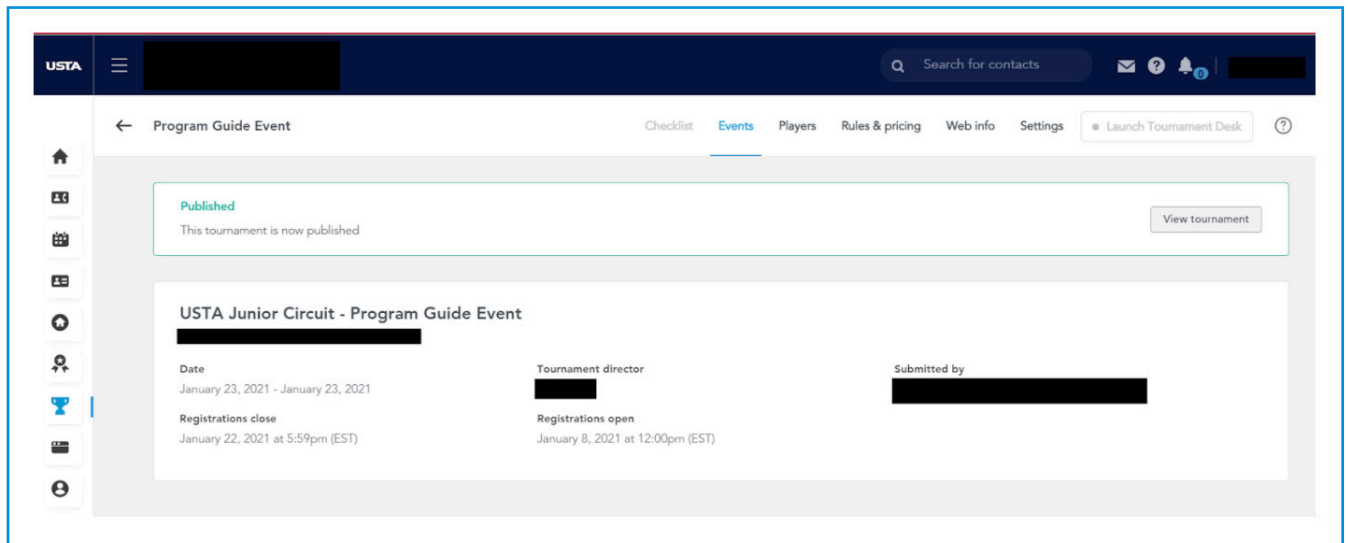 USTA
Search for contacts
0
Program Guide Event
Checklist Events Players Rules & pricing Web info Settings Launch Tournament Desk ?
Published
This tournament is now published
View tournament
USTA Junior Circuit - Program Guide Event
Date Tournament director Submitted by
January 23, 2021 - January 23, 2021
Registrations close Registrations open
January 22, 2021 at 5:59pm (EST) January 8, 2021 at 12:00pm (EST)